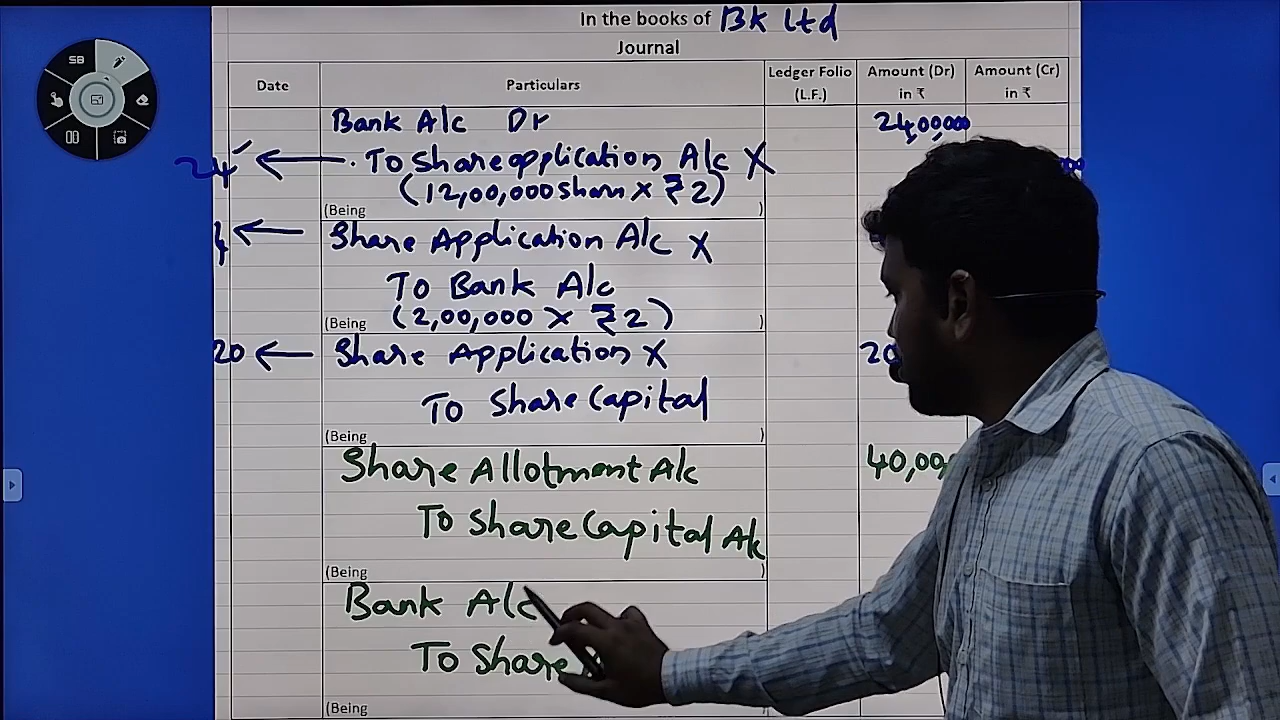 In the books of BK Ltd
Journal
Date Particulars Ledger Folio (L.F.) Amount (Dr) in ₹ Amount (Cr) in ₹
SB
Bank A/c Dr 24,00,000
24 ← To Share application A/c X
(12,00,000 Shares X ₹2)
(Being )
4 ← Share Application A/c X
To Bank A/c
(Being (2,00,000 X ₹2) )
20 ← Share Application X 20
To Share Capital
(Being )
Share Allotment A/c 40,00,
To Share Capital A/c
(Being )
Bank A/c
To Share
(Being )